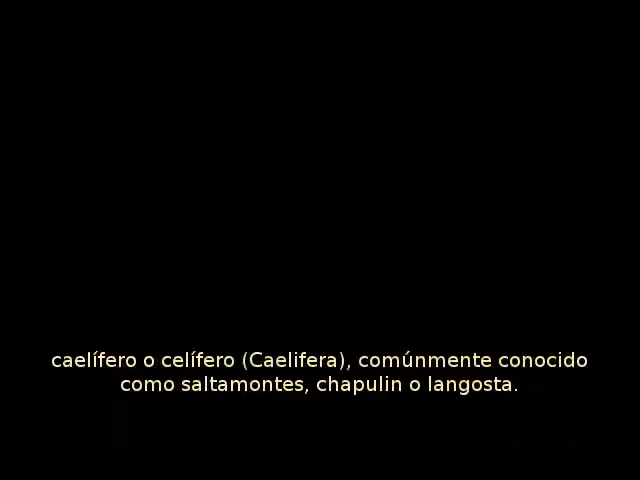 caelífero o celífero (Caelifera), comúnmente conocido
como saltamontes, chapulin o langosta.